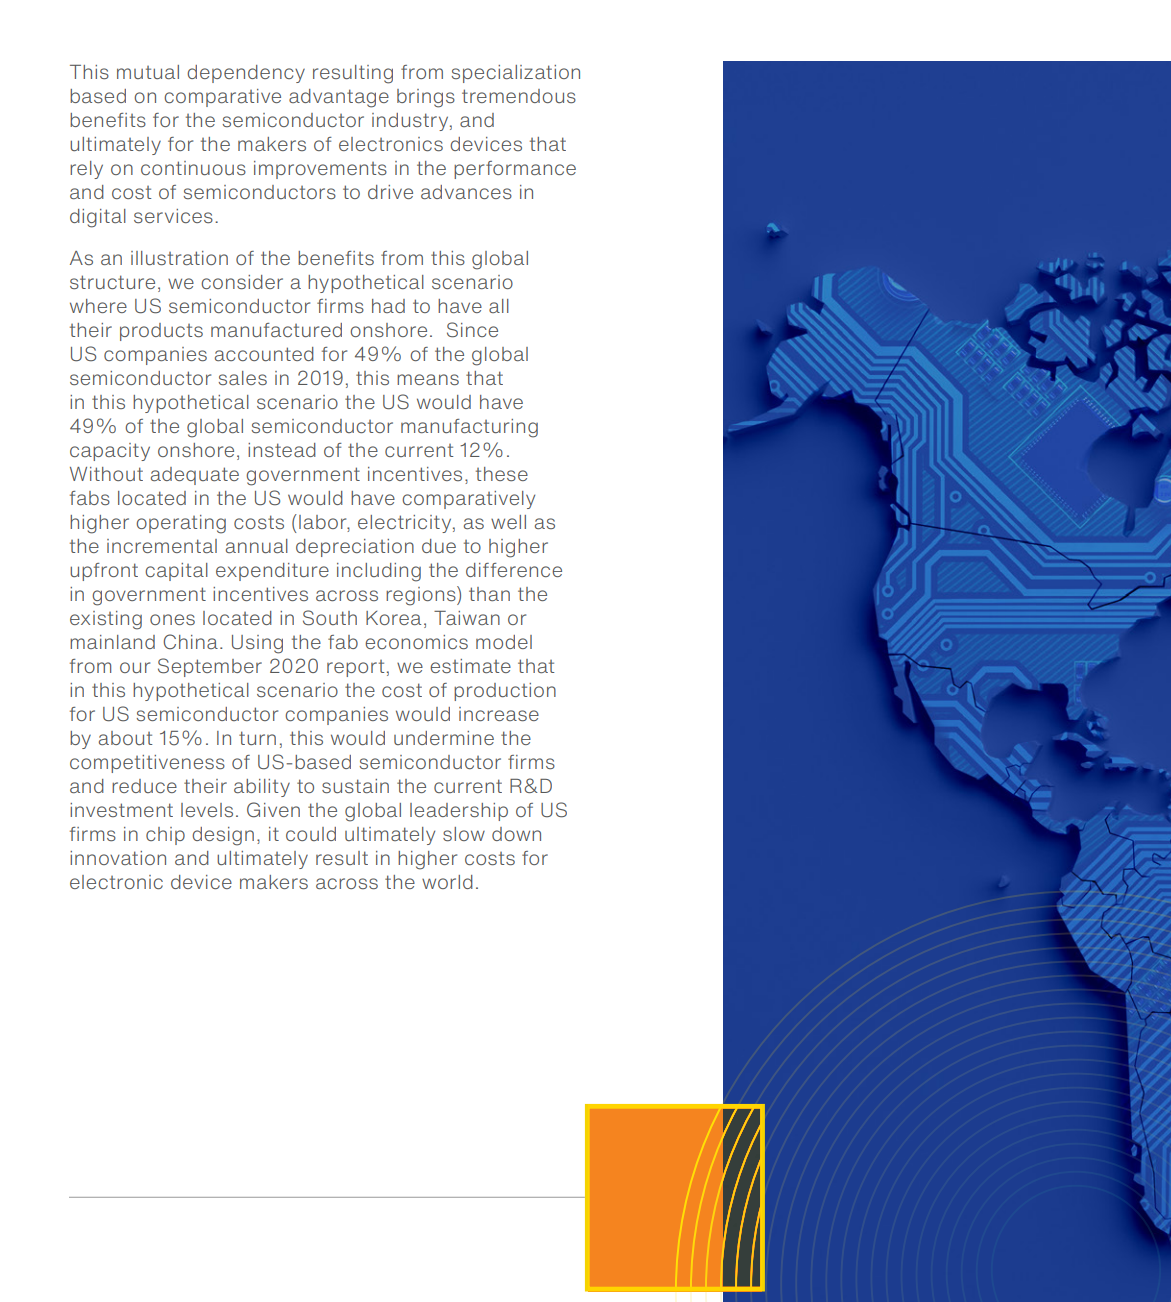 This mutual dependency resulting from specialization
based on comparative advantage brings tremendous
benefits for the semiconductor industry, and
ultimately for the makers of electronics devices that
rely on continuous improvements in the performance
and cost of semiconductors to drive advances in
digital services.
As an illustration of the benefits from this global
structure, we consider a hypothetical scenario
where US semiconductor firms had to have all
their products manufactured onshore.  Since
US companies accounted for 49% of the global
semiconductor sales in 2019, this means that
in this hypothetical scenario the US would have
49% of the global semiconductor manufacturing
capacity onshore, instead of the current 12%.
Without adequate government incentives, these
fabs located in the US would have comparatively
higher operating costs (labor, electricity, as well as
the incremental annual depreciation due to higher
upfront capital expenditure including the difference
in government incentives across regions) than the
existing ones located in South Korea, Taiwan or
mainland China. Using the fab economics model
from our September 2020 report, we estimate that
in this hypothetical scenario the cost of production
for US semiconductor companies would increase
by about 15%. In turn, this would undermine the
competitiveness of US-based semiconductor firms
and reduce their ability to sustain the current R&D
investment levels. Given the global leadership of US
firms in chip design, it could ultimately slow down
innovation and ultimately result in higher costs for
electronic device makers across the world.